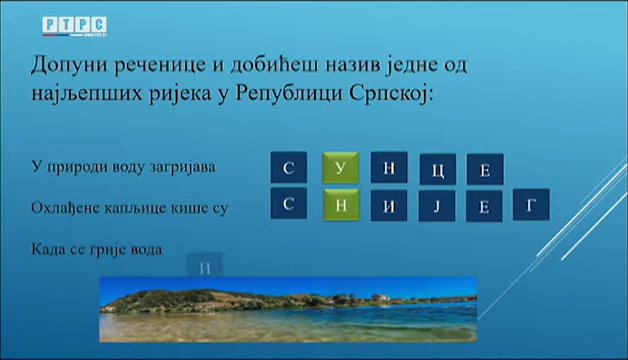 РТРС
Допуни реченице и добићеш назив једне од
најљепших ријека у Републици Српској:
У природи воду загријава
С У Н Ц Е
Охлађене капљице кише су
С Н И Ј Е Г
Када се грије вода
И